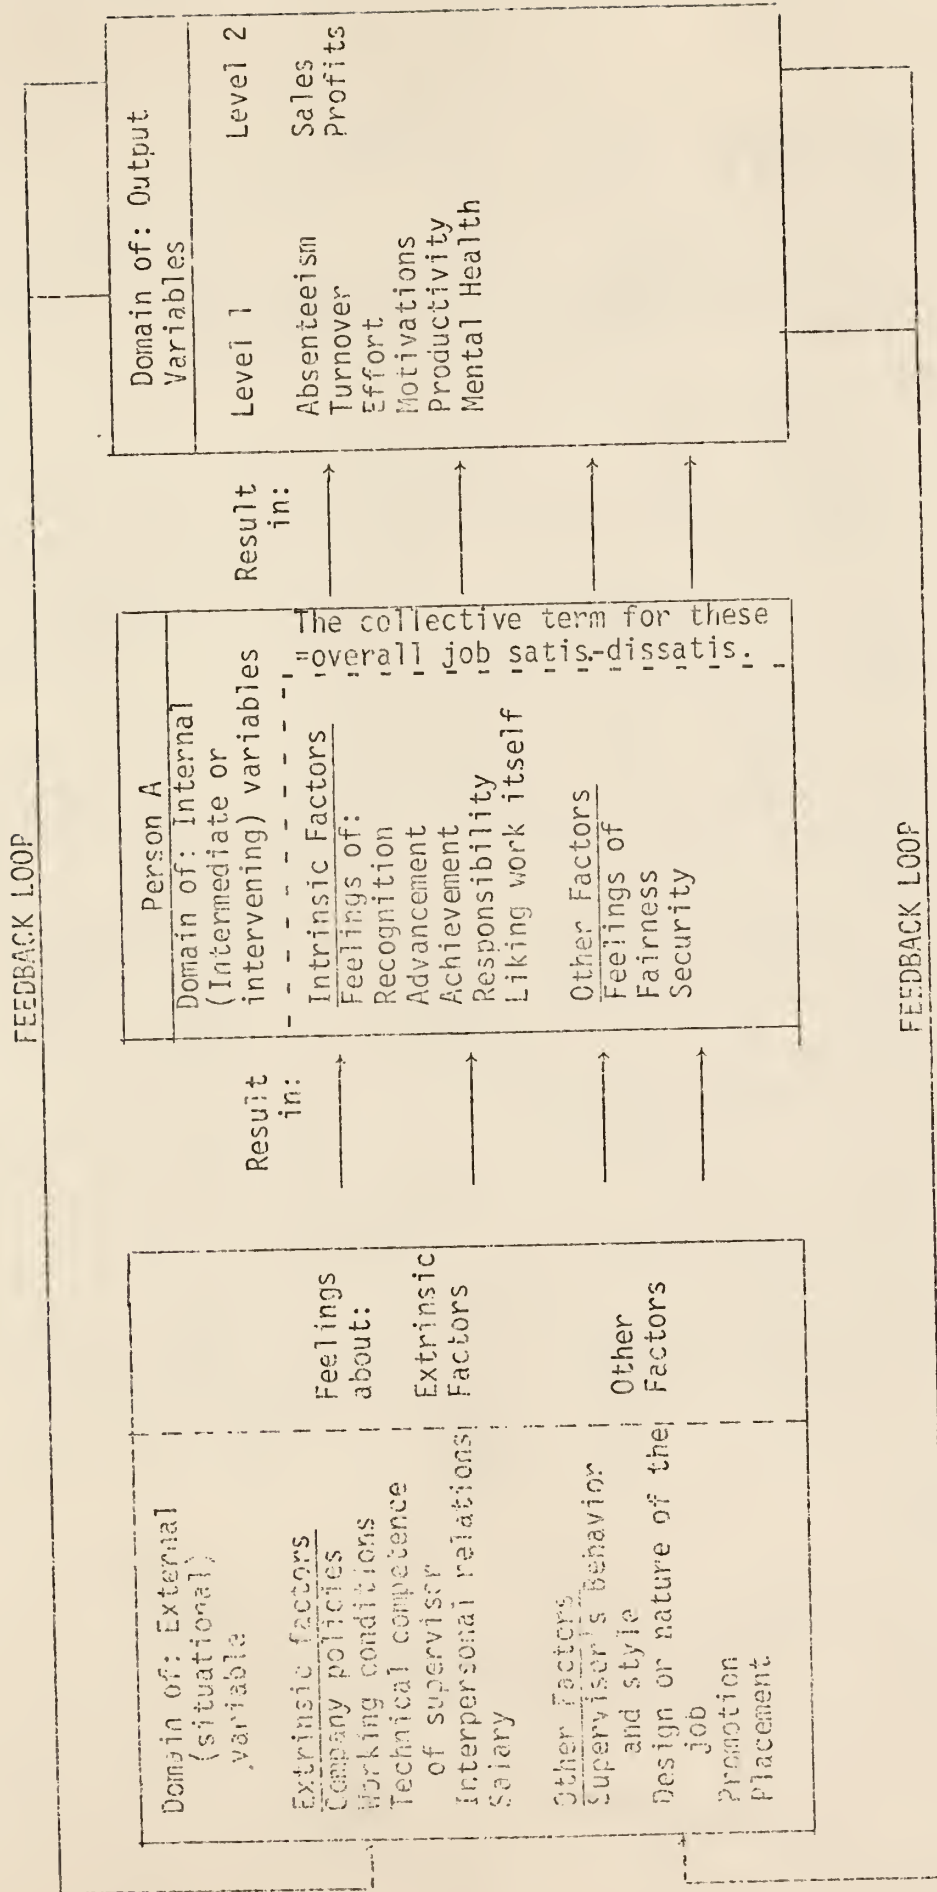 FEEDBACK LOOP
Domain of: External
(situational)
variable
Extrinsic factors
Company policies
Working conditions
Technical competence
of supervisor
Interpersonal relations
Salary
Other Factors
Supervisor's behavior
and style
Design or nature of the
job
Promotion
Placement
Feelings
about:
Extrinsic
Factors
Other
Factors
Result
in:
Person A
Domain of: Internal
(Intermediate or
intervening) variables
Intrinsic Factors
Feelings of:
Recognition
Advancement
Achievement
Responsibility
Liking work itself
Other Factors
Feelings of
Fairness
Security
The collective term for these
=overall job satis.-dissatis.
Result
in:
Domain of: Output
Variables
Level 1
Level 2
Absenteeism
Turnover
Effort
Motivations
Productivity
Mental Health
Sales
Profits
FEEDBACK LOOP